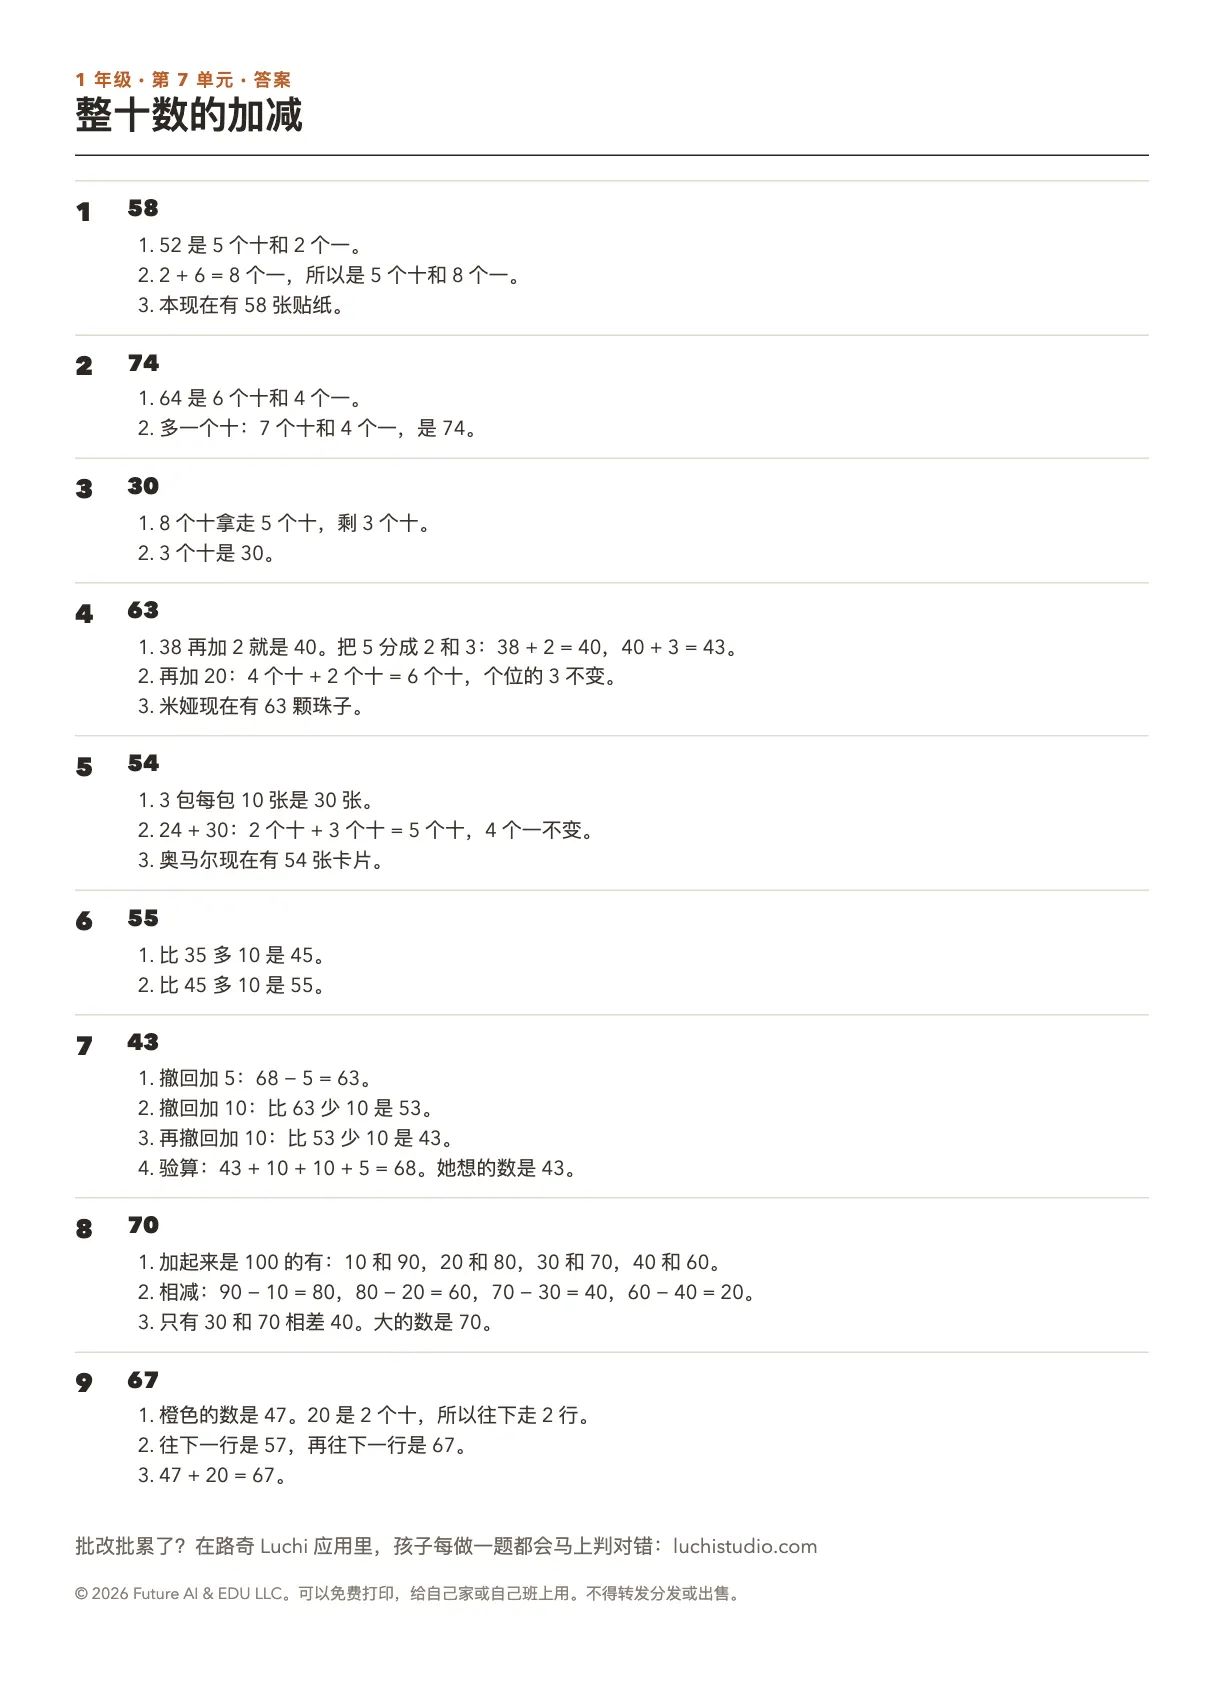 1 年级 · 第 7 单元 · 答案
整十数的加减
1 58
1. 52 是 5 个十和 2 个一。
2. 2 + 6 = 8 个一，所以是 5 个十和 8 个一。
3. 本现在有 58 张贴纸。
2 74
1. 64 是 6 个十和 4 个一。
2. 多一个十：7 个十和 4 个一，是 74。
3 30
1. 8 个十拿走 5 个十，剩 3 个十。
2. 3 个十是 30。
4 63
1. 38 再加 2 就是 40。把 5 分成 2 和 3：38 + 2 = 40，40 + 3 = 43。
2. 再加 20：4 个十 + 2 个十 = 6 个十，个位的 3 不变。
3. 米娅现在有 63 颗珠子。
5 54
1. 3 包每包 10 张是 30 张。
2. 24 + 30：2 个十 + 3 个十 = 5 个十，4 个一不变。
3. 奥马尔现在有 54 张卡片。
6 55
1. 比 35 多 10 是 45。
2. 比 45 多 10 是 55。
7 43
1. 撤回加 5：68 − 5 = 63。
2. 撤回加 10：比 63 少 10 是 53。
3. 再撤回加 10：比 53 少 10 是 43。
4. 验算：43 + 10 + 10 + 5 = 68。她想的数是 43。
8 70
1. 加起来是 100 的有：10 和 90，20 和 80，30 和 70，40 和 60。
2. 相减：90 − 10 = 80，80 − 20 = 60，70 − 30 = 40，60 − 40 = 20。
3. 只有 30 和 70 相差 40。大的数是 70。
9 67
1. 橙色的数是 47。20 是 2 个十，所以往下走 2 行。
2. 往下一行是 57，再往下一行是 67。
3. 47 + 20 = 67。
批改批累了？在路奇 Luchi 应用里，孩子每做一题都会马上判对错：luchistudio.com
© 2026 Future AI & EDU LLC。可以免费打印，给自己家或自己班上用。不得转发分发或出售。